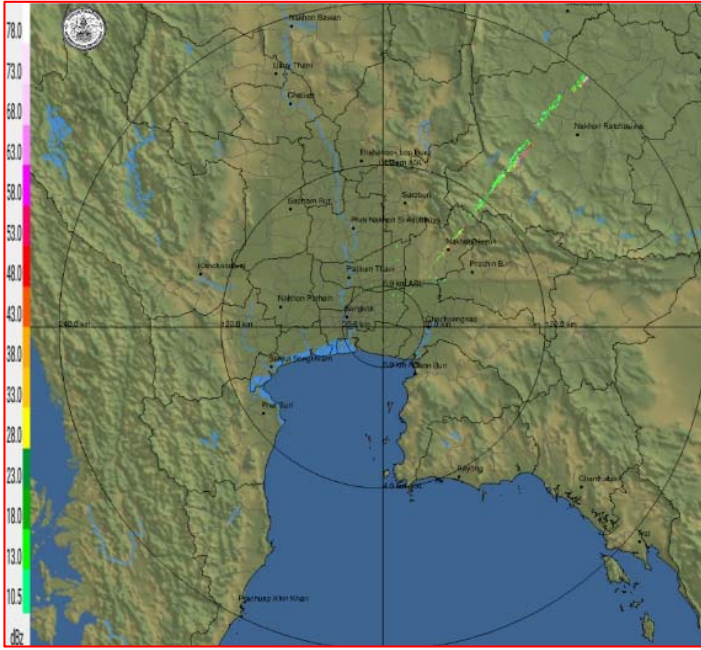 78.0
73.0
68.0
63.0
58.0
53.0
48.0
43.0
38.0
33.0
28.0
23.0
18.0
13.0
10.5
dBz
Nakhon Sawan
Uthai Thani
Chainat
Nakhon Ratchasima
Saraburi
Suphan Buri
Phra Nakhon Si Ayutthaya
Nakhon Nayok
Prachin Buri
Kanchanaburi
Pathum Thani
Nakhon Pathom
Bangkok
Chachoengsao
240.0 km
120.0 km
Samut Songkhram
Chon Buri
Phet Buri
Rayong
Chanthaburi
Trat
Prachuap Khiri Khan